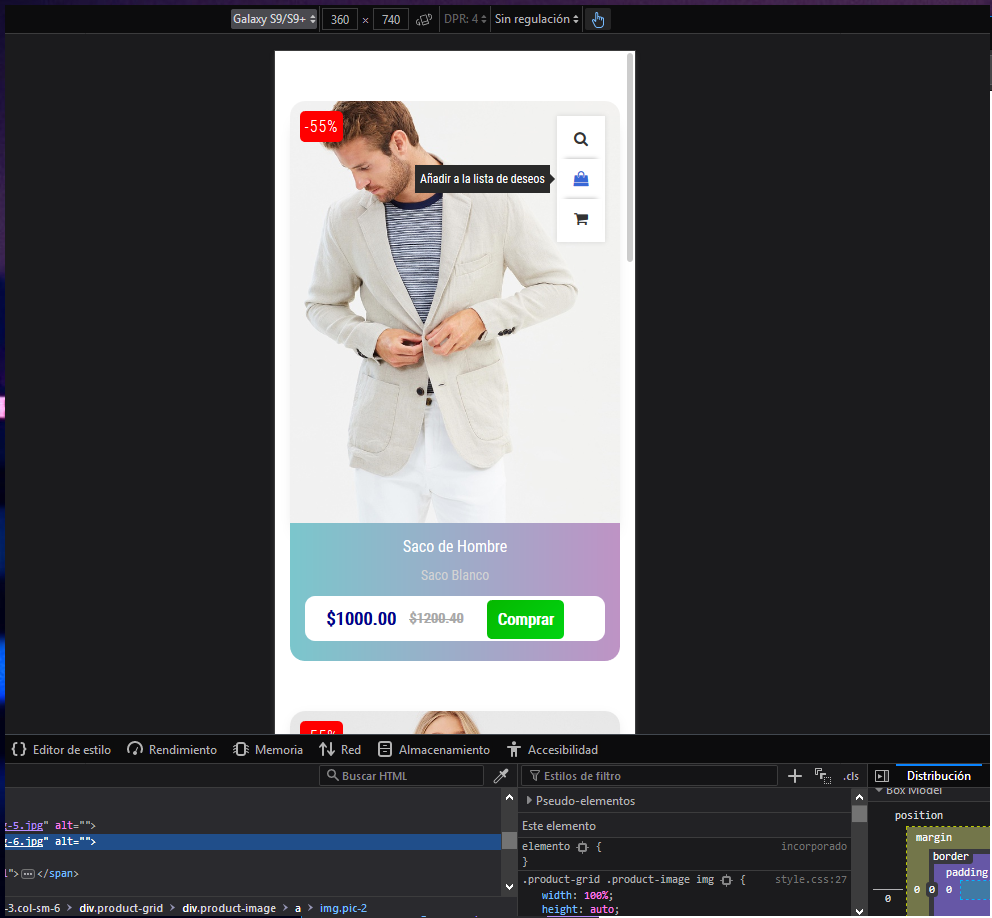 Galaxy S9/S9+ 360 × 740 DPR: 4 Sin regulación
-55%
Añadir a la lista de deseos
Saco de Hombre
Saco Blanco
$1000.00 $1200.40 Comprar
Editor de estilo Rendimiento Memoria Red Almacenamiento Accesibilidad
Buscar HTML
g-5.jpg" alt="">
g-6.jpg" alt="">
l"> </span>
-3.col-sm-6 > div.product-grid > div.product-image > a > img.pic-2
Estilos de filtro + .cls
Pseudo-elementos
Este elemento
elemento { incorporado
}
.product-grid .product-image img { style.css:27
width: 100%;
height: auto;
Distribución
Box Model
position
margin
border
padding
0 0 0
0